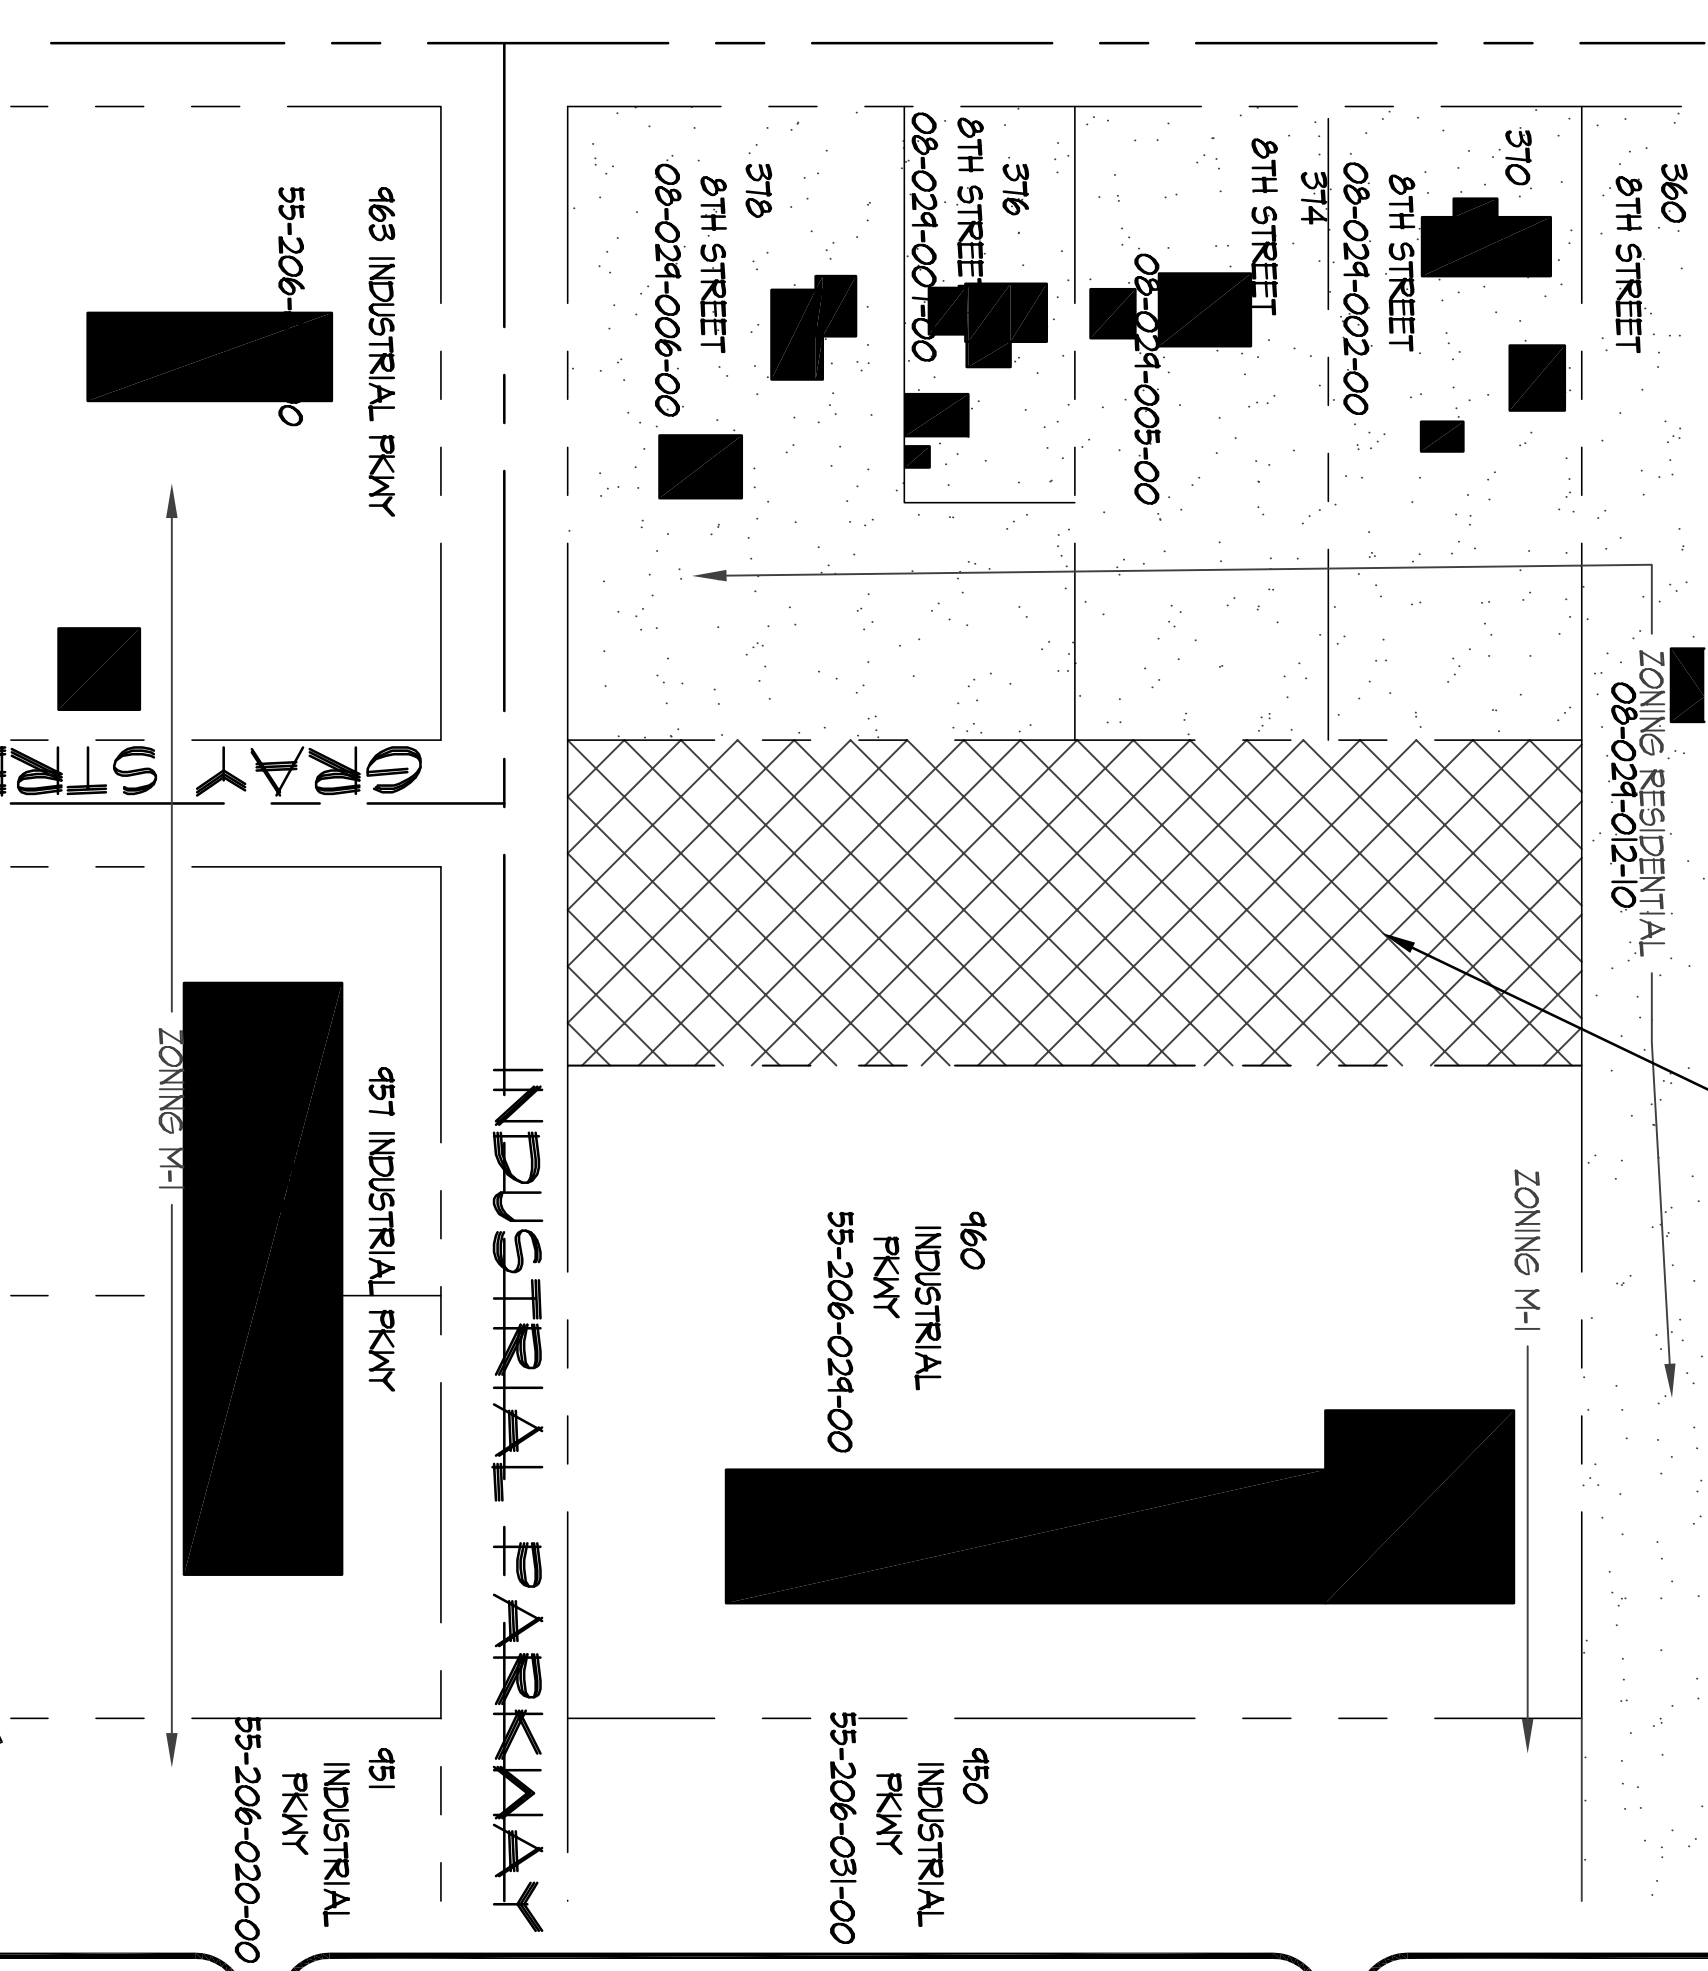 360
8TH STREET
08-029-012-10
370
8TH STREET
08-029-002-00
374
8TH STREET
08-029-005-00
376
8TH STREET
378
8TH STREET
08-029-006-00
963 INDUSTRIAL PKWY
ZONING RESIDENTIAL
GRAY STR
ZONING M-1
960
INDUSTRIAL
PKWY
55-206-029-00
INDUSTRIAL PARKWAY
957 INDUSTRIAL PKWY
ZONING M-1
950
INDUSTRIAL
PKWY
55-206-031-00
951
INDUSTRIAL
PKWY
55-206-020-00